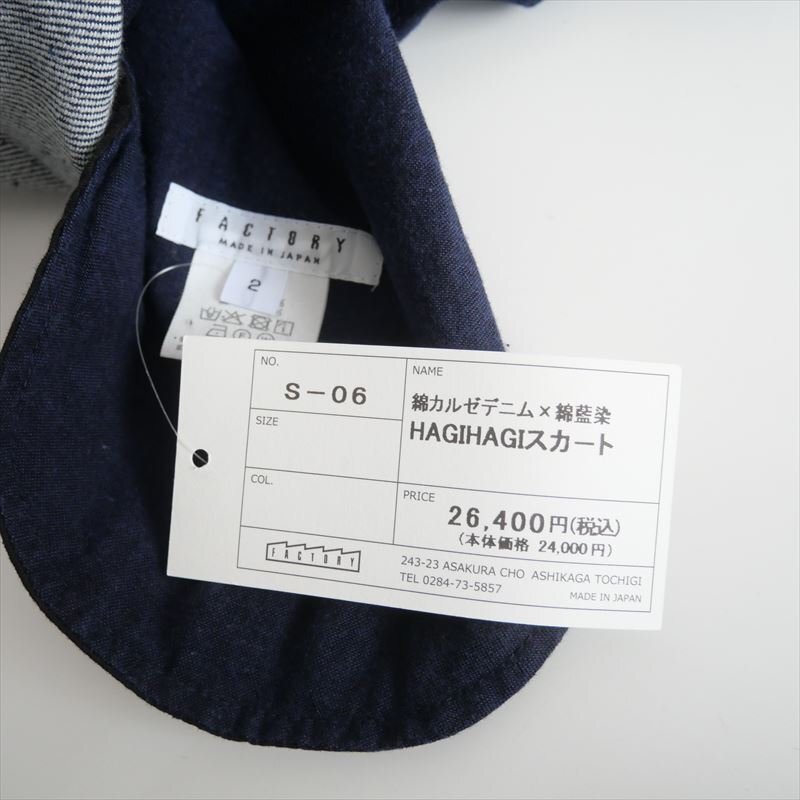 FACTORY
MADE IN JAPAN
2
NO.
S-06
NAME
綿カルゼデニム×綿藍染
HAGIHAGIスカート
SIZE
COL.
PRICE
26,400円(税込)
(本体価格 24,000円)
FACTORY
243-23 ASAKURA CHO ASHIKAGA TOCHIGI
TEL 0284-73-5857
MADE IN JAPAN